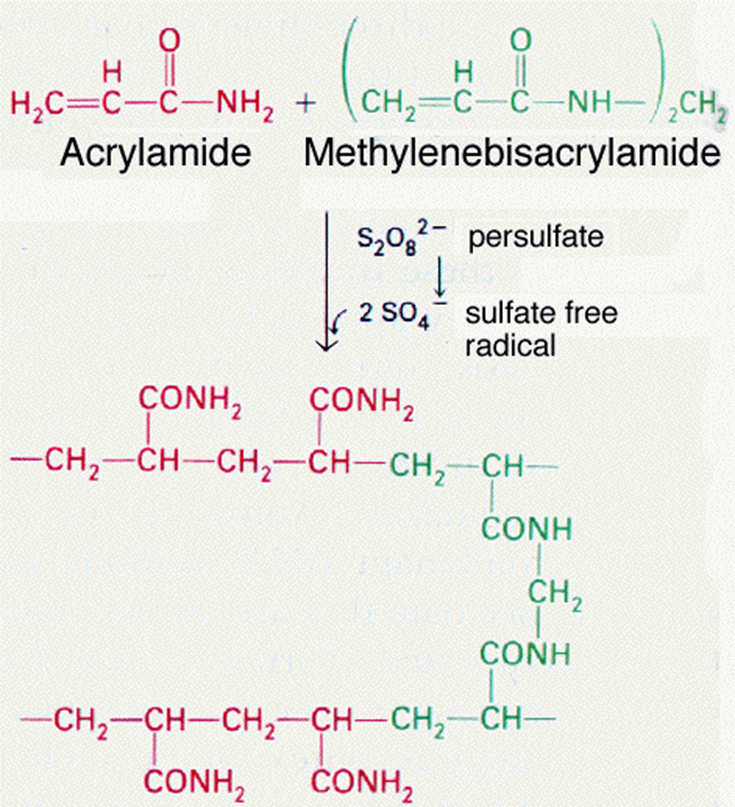 O O
H H
H₂C=C—C—NH₂ + (CH₂=C—C—NH—)₂CH₂
Acrylamide Methylenebisacrylamide
S₂O₈²⁻ persulfate
2 SO₄⁻ sulfate free
radical
CONH₂ CONH₂
—CH₂—CH—CH₂—CH—CH₂—CH—
CONH
CH₂
CONH
—CH₂—CH—CH₂—CH—CH₂—CH—
CONH₂ CONH₂